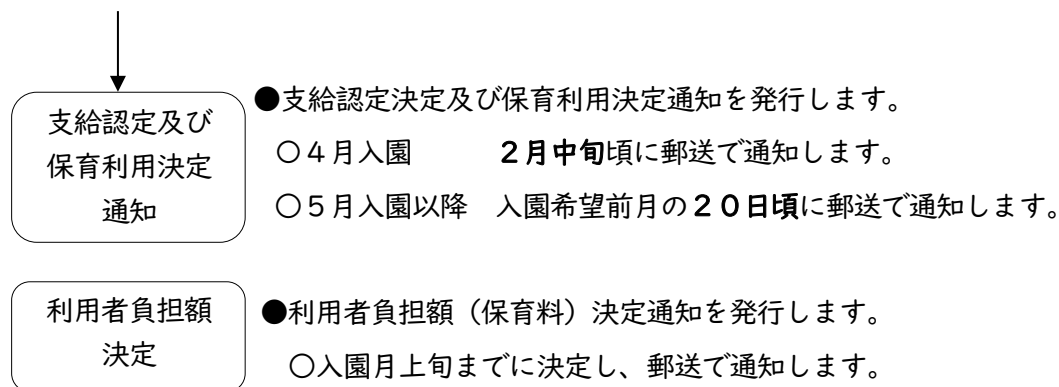 支給認定及び
保育利用決定
通知
●支給認定決定及び保育利用決定通知を発行します。
○４月入園　　　２月中旬頃に郵送で通知します。
○５月入園以降　入園希望前月の２０日頃に郵送で通知します。
利用者負担額
決定
●利用者負担額（保育料）決定通知を発行します。
○入園月上旬までに決定し、郵送で通知します。